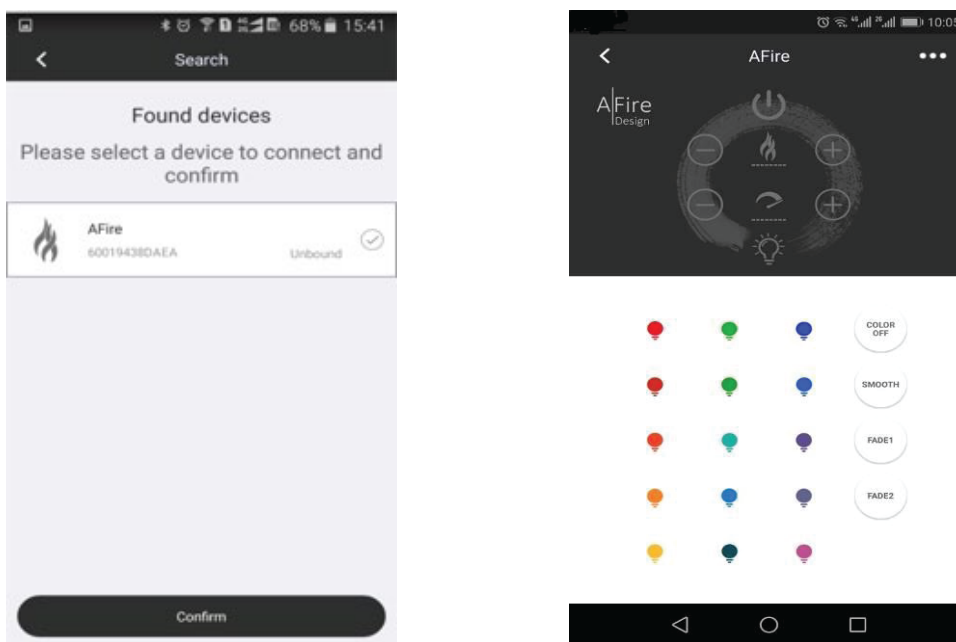 68% 15:41
Search
Found devices
Please select a device to connect and
confirm
AFire
60019438DAEA
Unbound
Confirm
10:05
AFire
AFire
Design
COLOR
OFF
SMOOTH
FADE1
FADE2